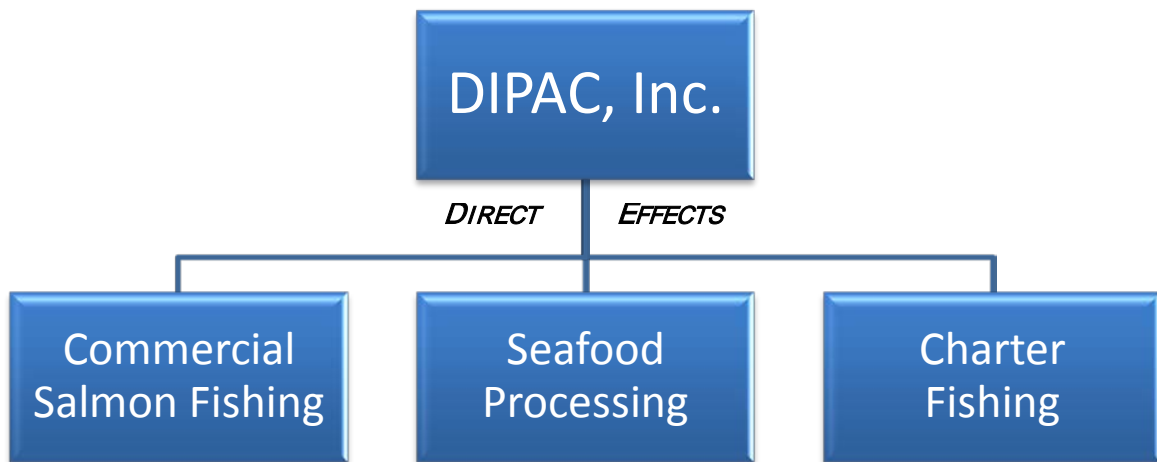 DIPAC, Inc.
DIRECT EFFECTS
Commercial
Salmon Fishing
Seafood
Processing
Charter
Fishing